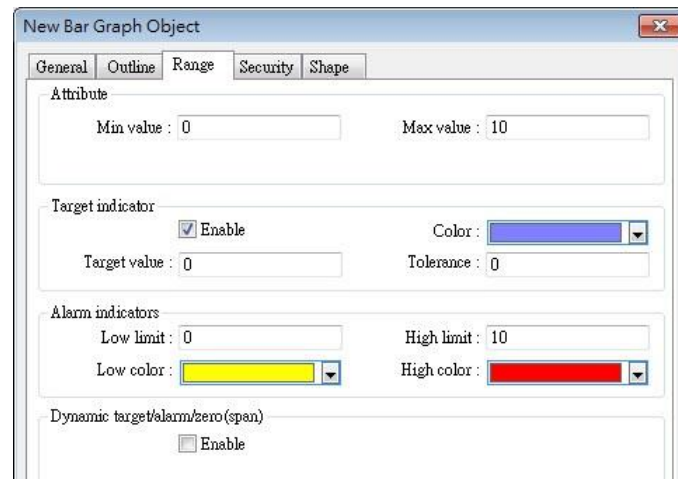 New Bar Graph Object
General Outline Range Security Shape
Attribute
Min value : 0 Max value : 10
Target indicator
Enable Color :
Target value : 0 Tolerance : 0
Alarm indicators
Low limit : 0 High limit : 10
Low color : High color :
Dynamic target/alarm/zero(span)
Enable